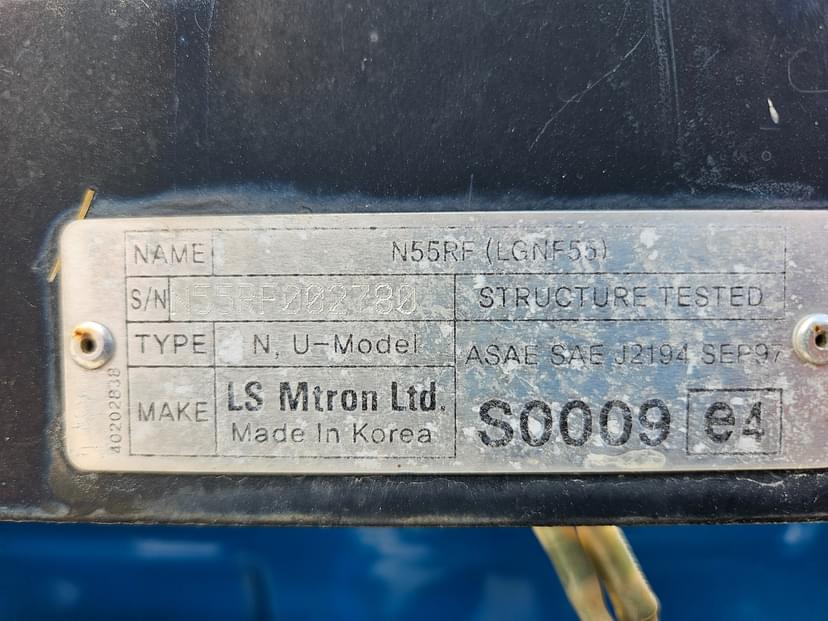 NAME N55RF (LGNF55)
S/N N55RF002780 STRUCTURE TESTED
TYPE N, U-Model ASAE SAE J2194 SEP97
MAKE LS Mtron Ltd. S0009 e4
Made In Korea
40202838